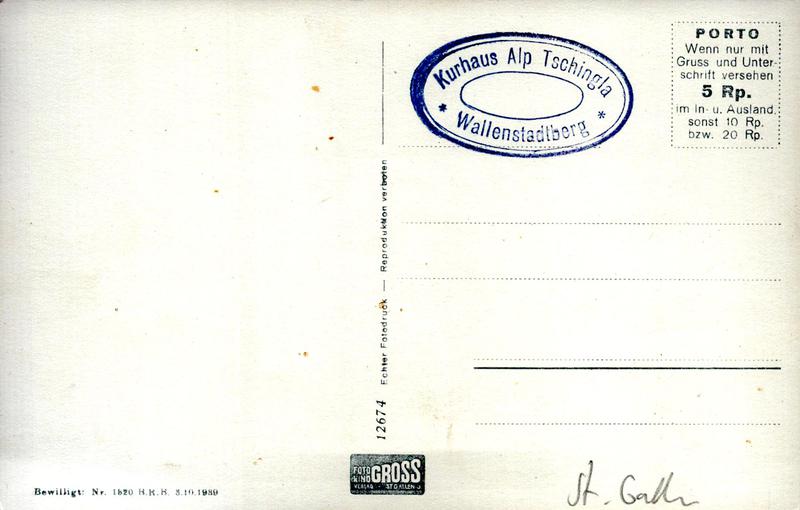 Kurhaus Alp Tschingla
* Wallenstadtberg *
PORTO
Wenn nur mit
Gruss und Unter-
schrift versehen
5 Rp.
im In- u. Ausland.
sonst 10 Rp.
bzw. 20 Rp.
12674 Echter Fotodruck — Reproduktion verboten
FOTO
KINO
GROSS
VERLAG - ST GALLEN
Bewilligt: Nr. 1820 B.R.B. 3.10.1939
St. Gallen